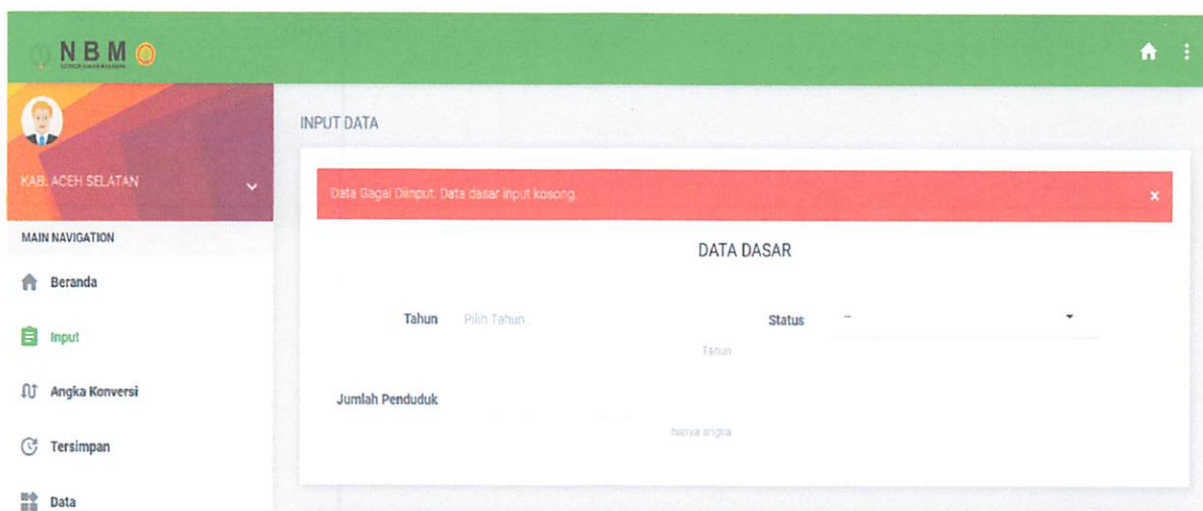 NBM
KAB. ACEH SELATAN
MAIN NAVIGATION
Beranda
Input
Angka Konversi
Tersimpan
Data
INPUT DATA
Data Gagal Diinput. Data dasar input kosong.
DATA DASAR
Tahun Pilih Tahun... Status --
Tahun
Jumlah Penduduk
hanya angka